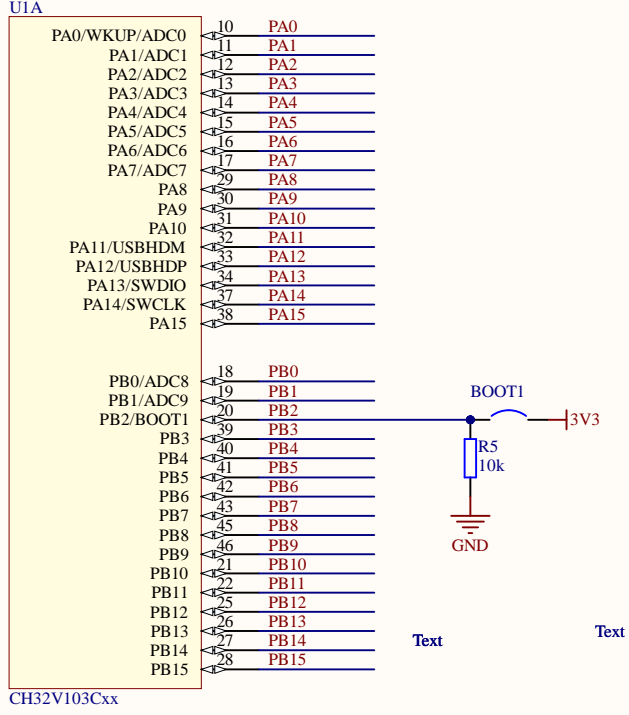 U1A
PA0/WKUP/ADC0 10 PA0
PA1/ADC1 11 PA1
PA2/ADC2 12 PA2
PA3/ADC3 13 PA3
PA4/ADC4 14 PA4
PA5/ADC5 15 PA5
PA6/ADC6 16 PA6
PA7/ADC7 17 PA7
PA8 29 PA8
PA9 30 PA9
PA10 31 PA10
PA11/USBHDM 32 PA11
PA12/USBHDP 33 PA12
PA13/SWDIO 34 PA13
PA14/SWCLK 37 PA14
PA15 38 PA15
PB0/ADC8 18 PB0
PB1/ADC9 19 PB1
PB2/BOOT1 20 PB2
PB3 39 PB3
PB4 40 PB4
PB5 41 PB5
PB6 42 PB6
PB7 43 PB7
PB8 45 PB8
PB9 46 PB9
PB10 21 PB10
PB11 22 PB11
PB12 25 PB12
PB13 26 PB13
PB14 27 PB14
PB15 28 PB15
CH32V103Cxx
BOOT1
3V3
R5
10k
GND
Text
Text